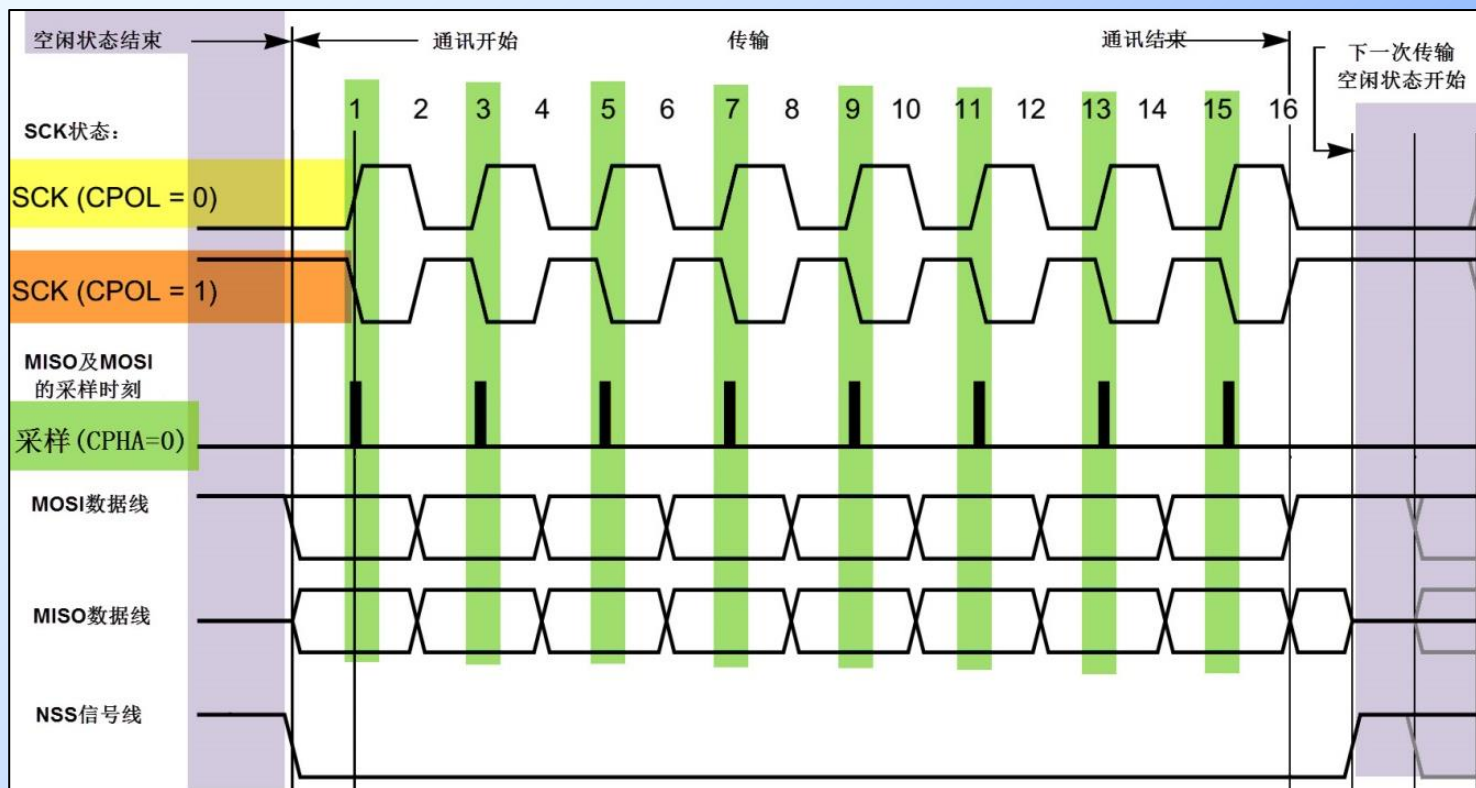 空闲状态结束
通讯开始
传输
通讯结束
下一次传输
空闲状态开始
1 2 3 4 5 6 7 8 9 10 11 12 13 14 15 16
SCK状态：
SCK (CPOL = 0)
SCK (CPOL = 1)
MISO及MOSI
的采样时刻
采样(CPHA=0)
MOSI数据线
MISO数据线
NSS信号线